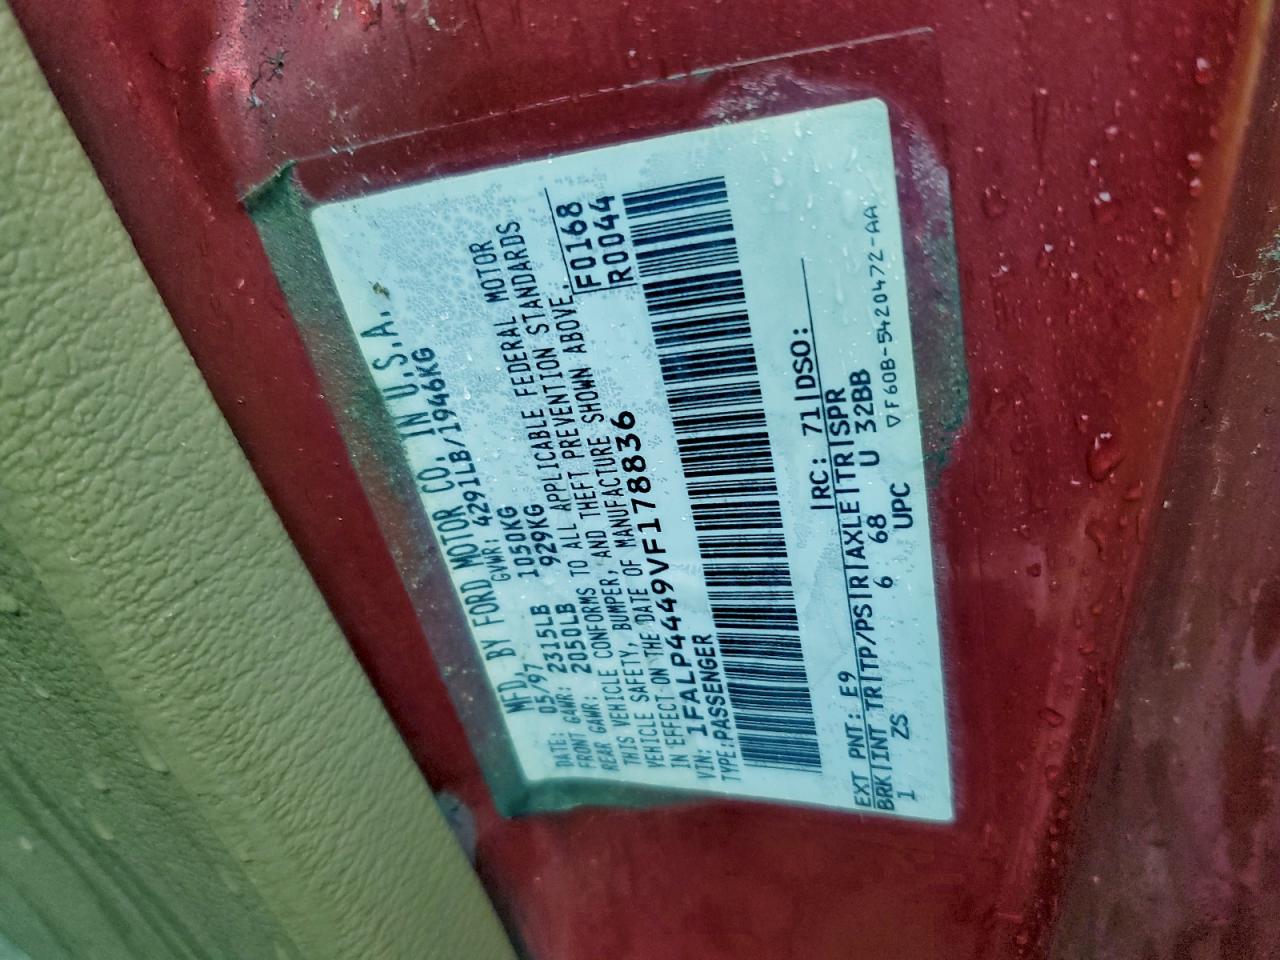 MFD. BY FORD MOTOR CO. IN U.S.A.
DATE: 05/97 GVWR: 4291LB/1946KG
FRONT GAWR: 2315LB 1050KG
REAR GAWR: 2050LB 929KG
THIS VEHICLE CONFORMS TO ALL APPLICABLE FEDERAL MOTOR
VEHICLE SAFETY, BUMPER, AND THEFT PREVENTION STANDARDS
IN EFFECT ON THE DATE OF MANUFACTURE SHOWN ABOVE.
VIN: 1FALP4449VF178836 F0168
TYPE: PASSENGER R0044
EXT PNT: E9 RC: 71 DSO:
BRK INT TR TP/PS R AXLE TR SPR
1 ZS 6 68 U 32BB
UPC ▽F60B-5420472-AA